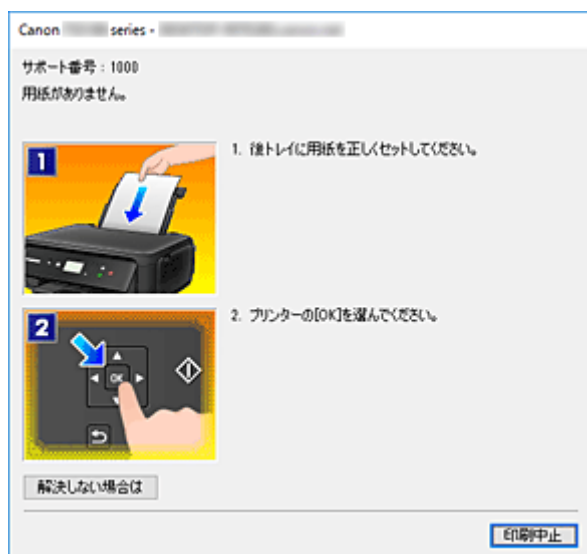 Canon series -
サポート番号 : 1000
用紙がありません。
1
1. 後トレイに用紙を正しくセットしてください。
2
2. プリンターの[OK]を選んでください。
OK
解決しない場合は
印刷中止